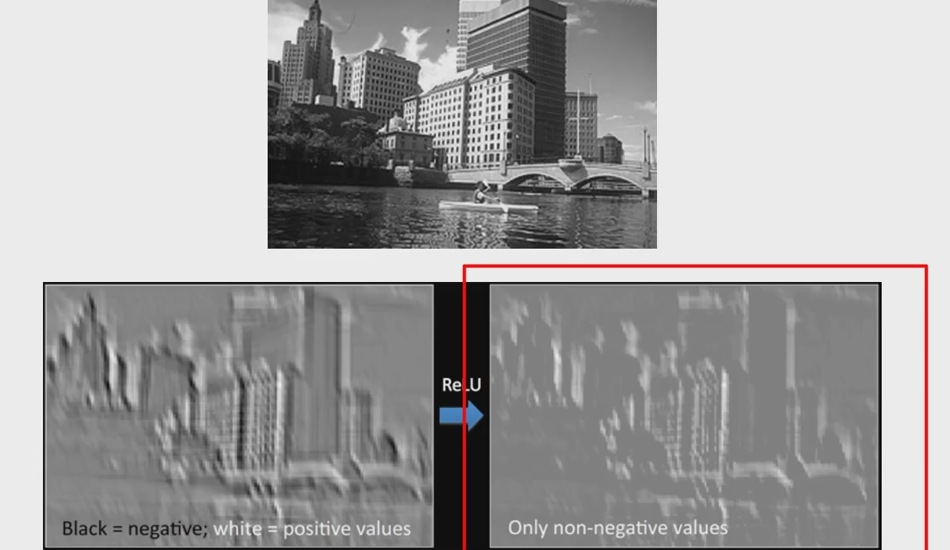 ReLU
Black = negative; white = positive values
Only non-negative values